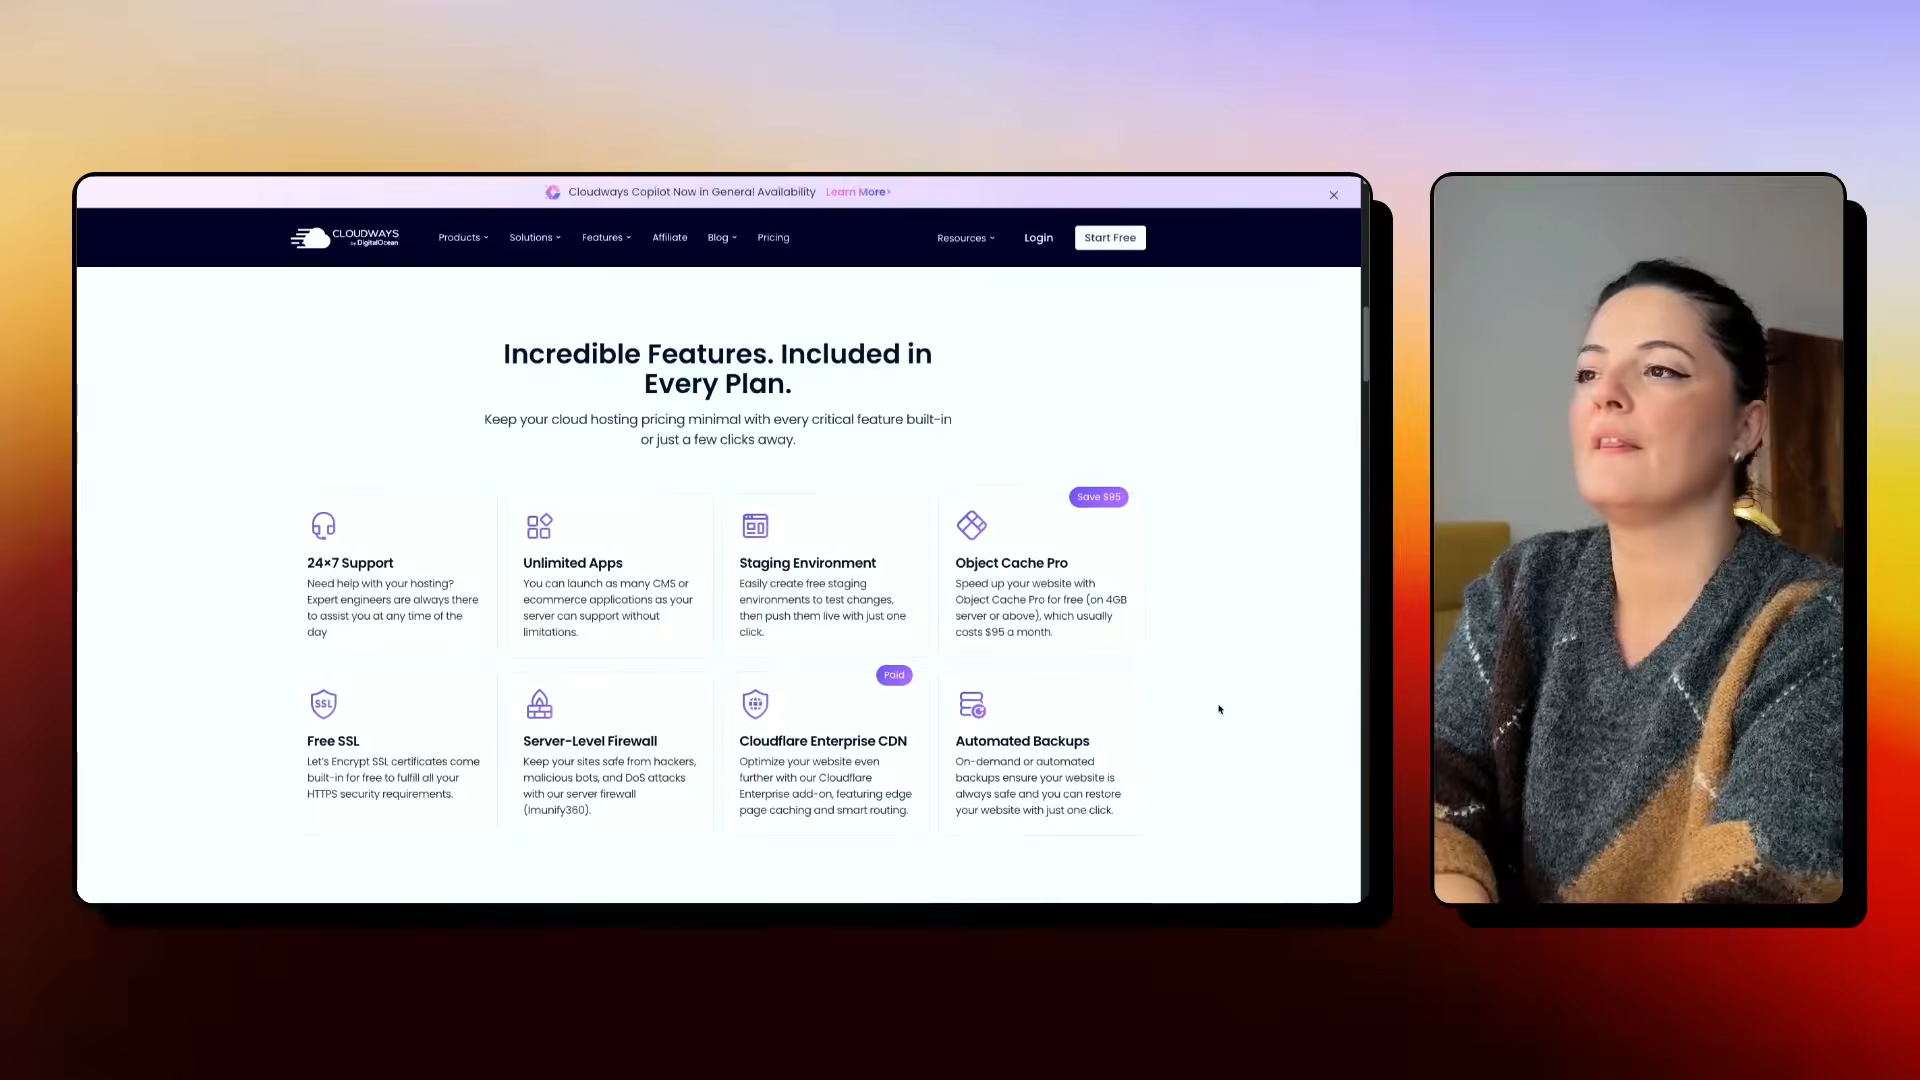 Cloudways Copilot Now in General Availability Learn More>
CLOUDWAYS
by DigitalOcean
Products Solutions Features Affiliate Blog Pricing Resources Login Start Free
Incredible Features. Included in
Every Plan.
Keep your cloud hosting pricing minimal with every critical feature built-in
or just a few clicks away.
24×7 Support
Need help with your hosting?
Expert engineers are always there
to assist you at any time of the
day
Unlimited Apps
You can launch as many CMS or
ecommerce applications as your
server can support without
limitations.
Staging Environment
Easily create free staging
environments to test changes,
then push them live with just one
click.
Save $95
Object Cache Pro
Speed up your website with
Object Cache Pro for free (on 4GB
server or above), which usually
costs $95 a month.
SSL
Free SSL
Let's Encrypt SSL certificates come
built-in for free to fulfill all your
HTTPS security requirements.
Server-Level Firewall
Keep your sites safe from hackers,
malicious bots, and DoS attacks
with our server firewall
(Imunify360).
Paid
Cloudflare Enterprise CDN
Optimize your website even
further with our Cloudflare
Enterprise add-on, featuring edge
page caching and smart routing.
Automated Backups
On-demand or automated
backups ensure your website is
always safe and you can restore
your website with just one click.